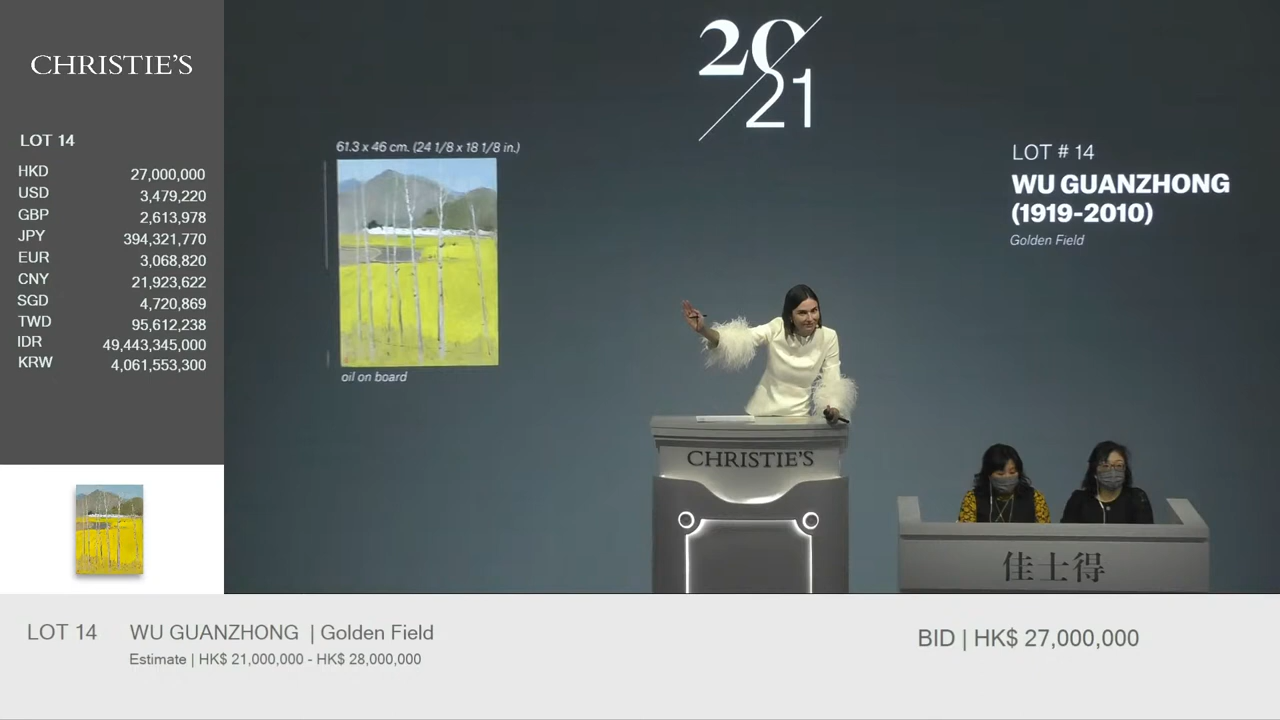 CHRISTIE'S
LOT 14
HKD 27,000,000
USD 3,479,220
GBP 2,613,978
JPY 394,321,770
EUR 3,068,820
CNY 21,923,622
SGD 4,720,869
TWD 95,612,238
IDR 49,443,345,000
KRW 4,061,553,300
20
21
61.3 x 46 cm. (24 1/8 x 18 1/8 in.)
oil on board
LOT # 14
WU GUANZHONG
(1919-2010)
Golden Field
CHRISTIE'S
佳士得
LOT 14 WU GUANZHONG | Golden Field
Estimate | HK$ 21,000,000 - HK$ 28,000,000
BID | HK$ 27,000,000